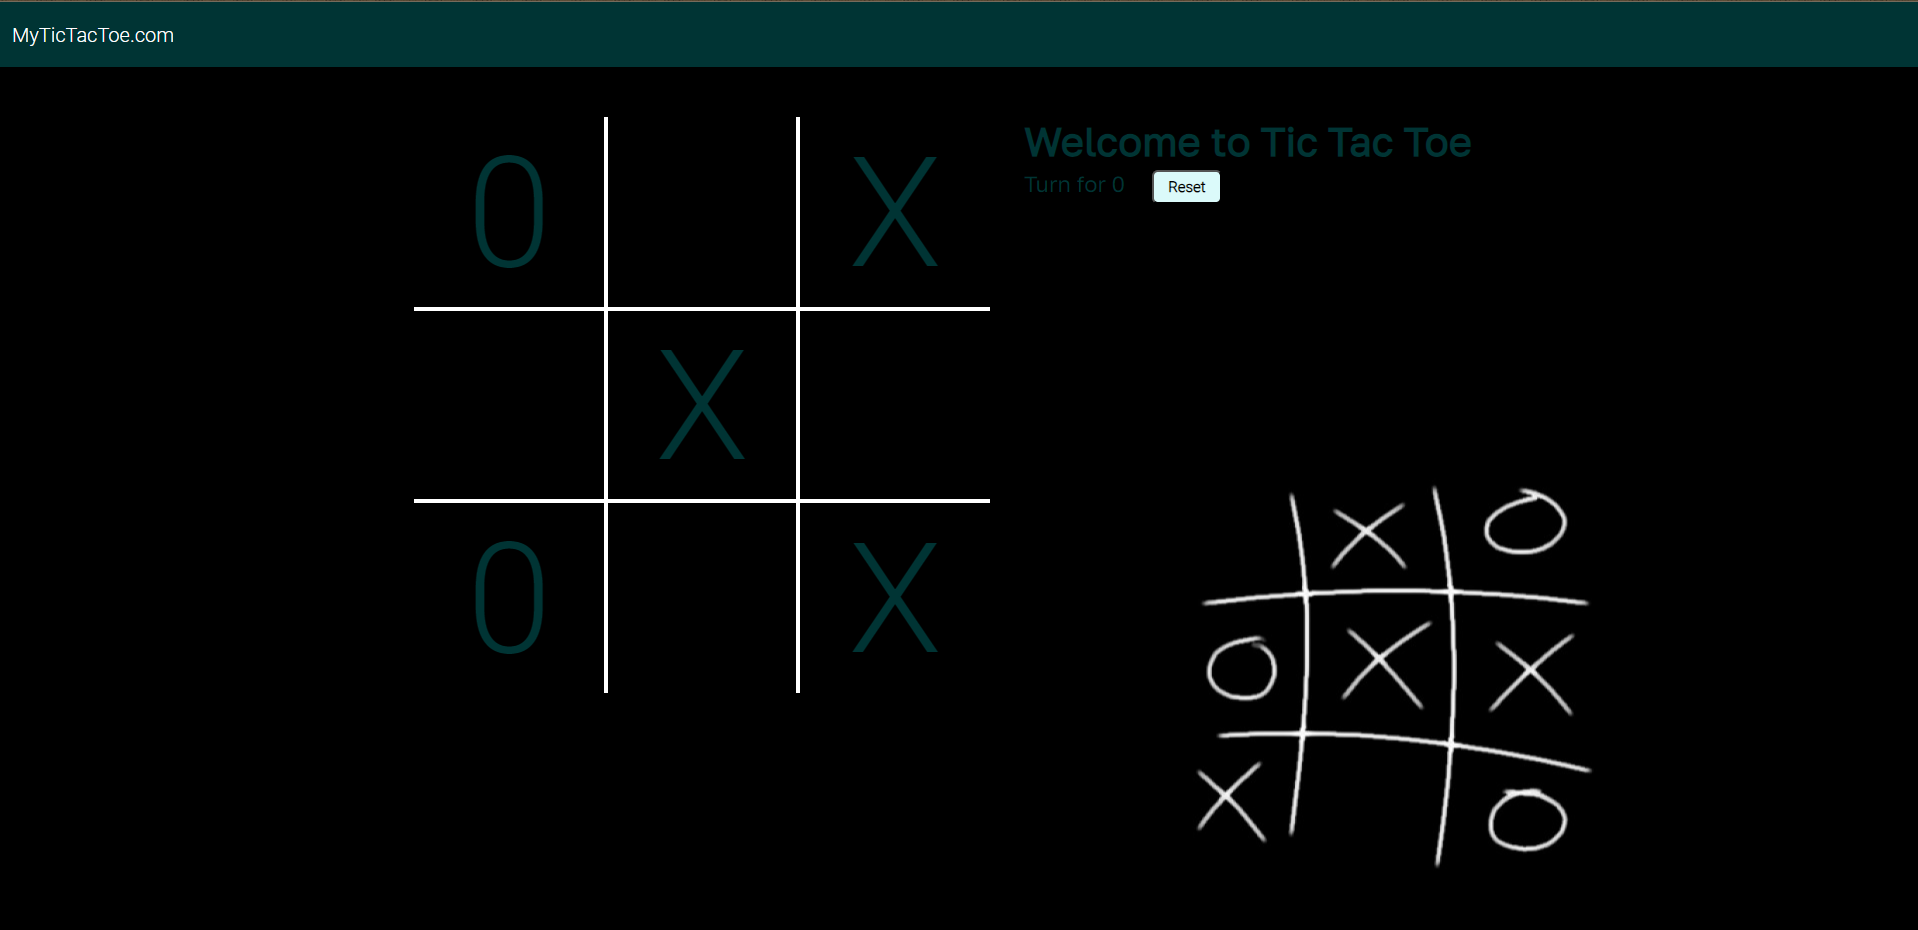 MyTicTacToe.com
Welcome to Tic Tac Toe
Turn for 0
Reset
0 X
X
0 X
X O
O X X
X O